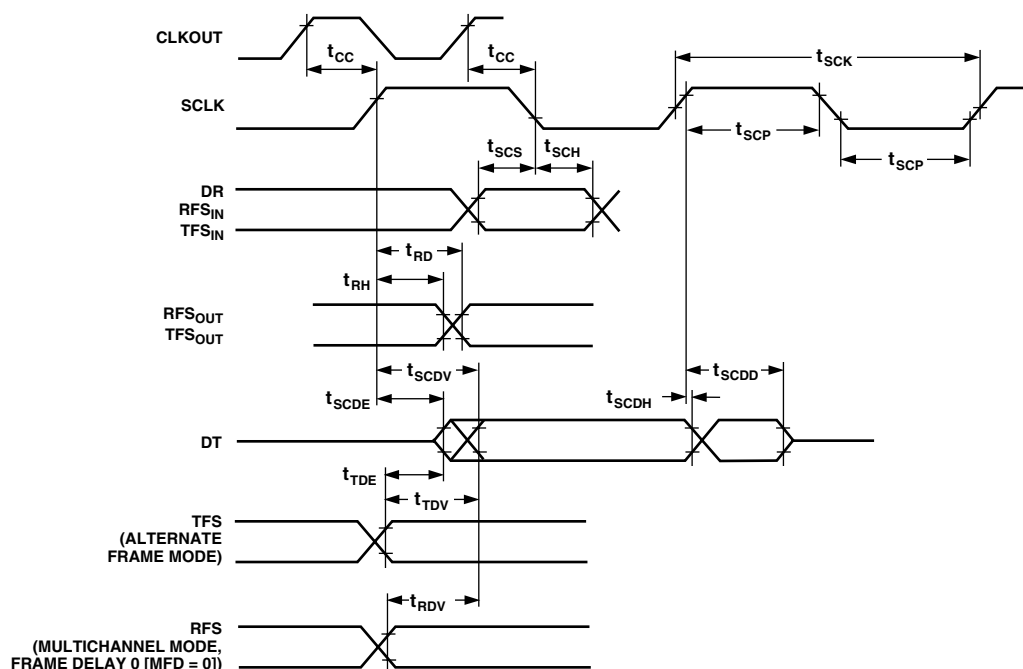 CLKOUT
tCC
tCC
tSCK
SCLK
tSCP
tSCP
tSCS
tSCH
DR
RFSIN
TFSIN
tRD
tRH
RFSOUT
TFSOUT
tSCDV
tSCDD
tSCDE
tSCDH
DT
tTDE
tTDV
TFS
(ALTERNATE
FRAME MODE)
tRDV
RFS
(MULTICHANNEL MODE,
FRAME DELAY 0 [MFD = 0])